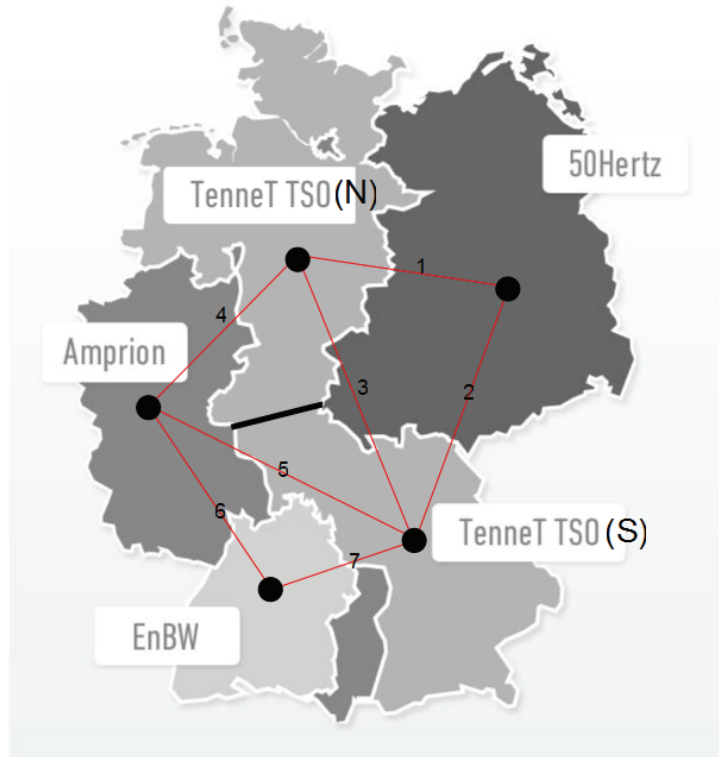 50Hertz
TenneT TSO (N)
1
4
Amprion
3
2
5
6
TenneT TSO (S)
7
EnBW